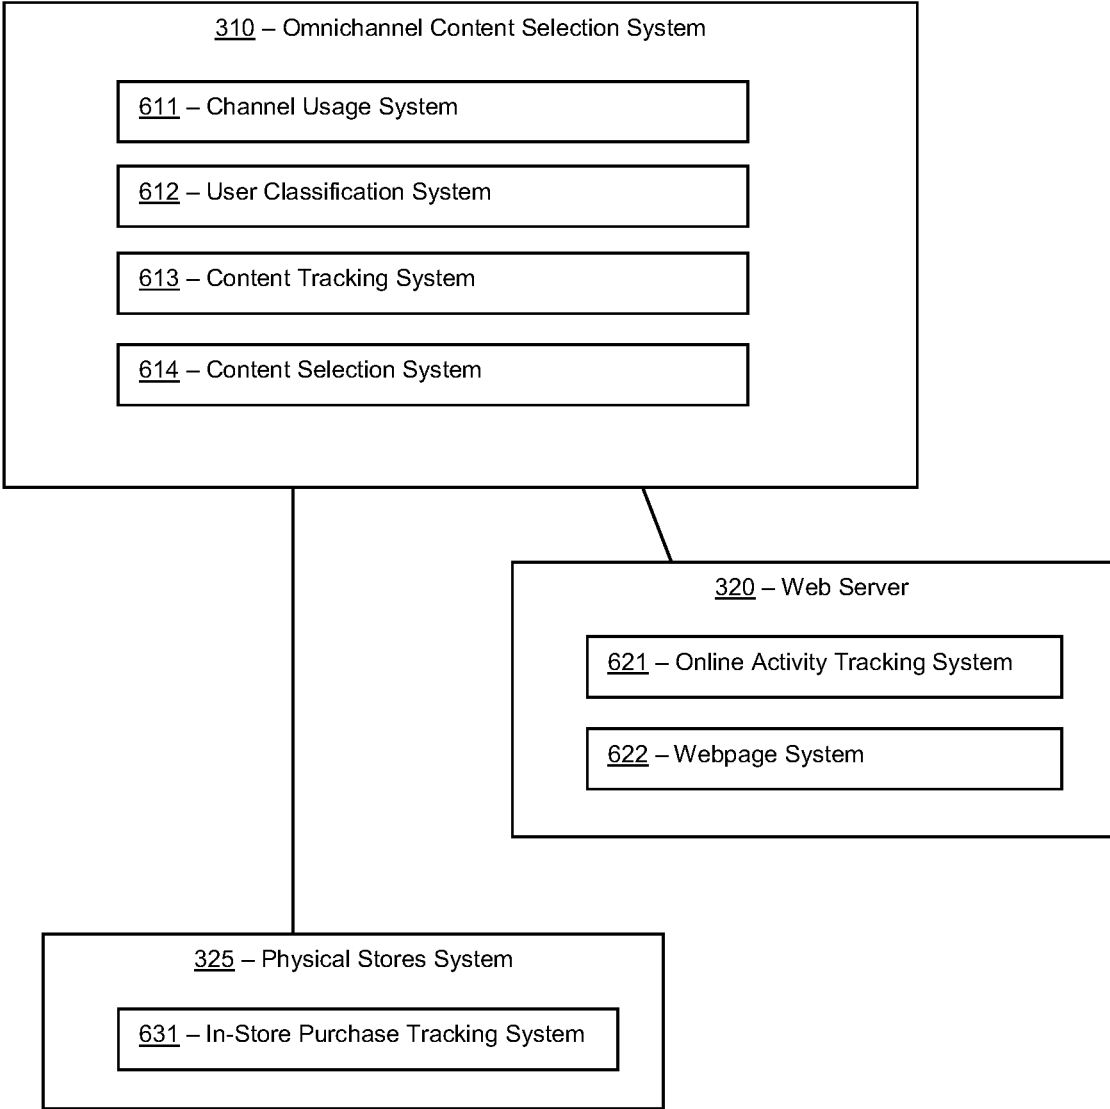 310 – Omnichannel Content Selection System
611 – Channel Usage System
612 – User Classification System
613 – Content Tracking System
614 – Content Selection System
320 – Web Server
621 – Online Activity Tracking System
622 – Webpage System
325 – Physical Stores System
631 – In-Store Purchase Tracking System